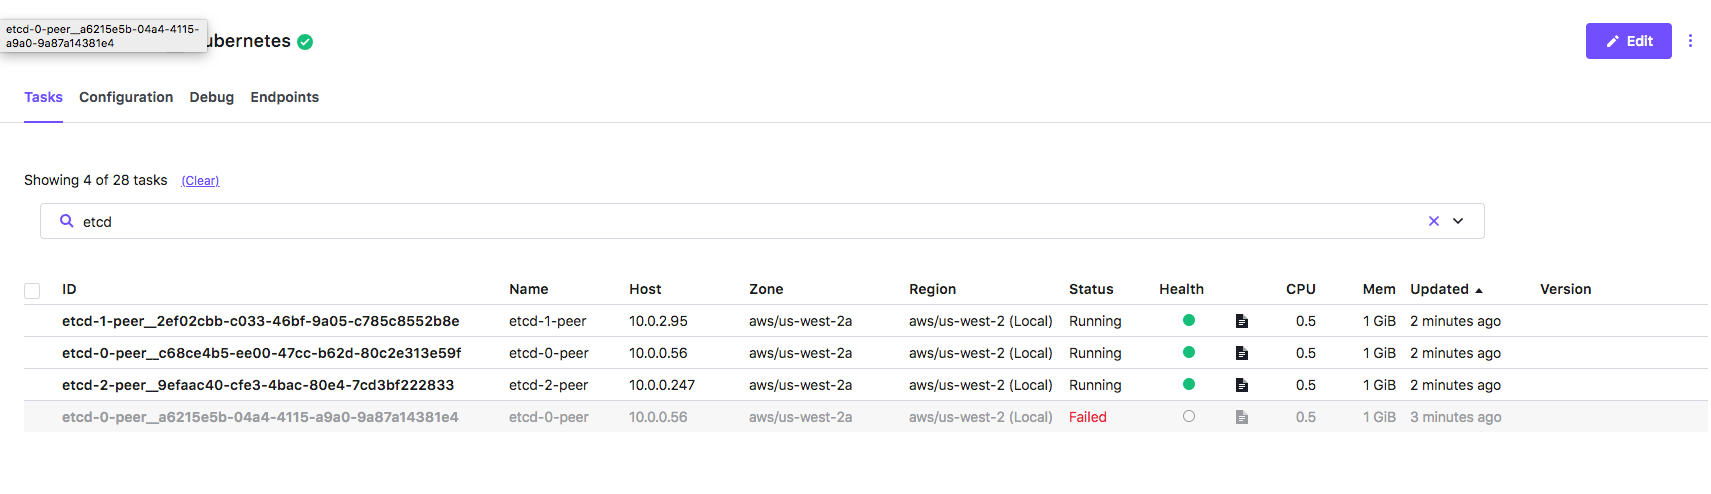 etcd-0-peer__a6215e5b-04a4-4115-
a9a0-9a87a14381e4
ubernetes
Edit
Tasks Configuration Debug Endpoints
Showing 4 of 28 tasks (Clear)
etcd
ID Name Host Zone Region Status Health CPU Mem Updated Version
etcd-1-peer__2ef02cbb-c033-46bf-9a05-c785c8552b8e etcd-1-peer 10.0.2.95 aws/us-west-2a aws/us-west-2 (Local) Running 0.5 1 GiB 2 minutes ago
etcd-0-peer__c68ce4b5-ee00-47cc-b62d-80c2e313e59f etcd-0-peer 10.0.0.56 aws/us-west-2a aws/us-west-2 (Local) Running 0.5 1 GiB 2 minutes ago
etcd-2-peer__9efaac40-cfe3-4bac-80e4-7cd3bf222833 etcd-2-peer 10.0.0.247 aws/us-west-2a aws/us-west-2 (Local) Running 0.5 1 GiB 2 minutes ago
etcd-0-peer__a6215e5b-04a4-4115-a9a0-9a87a14381e4 etcd-0-peer 10.0.0.56 aws/us-west-2a aws/us-west-2 (Local) Failed 0.5 1 GiB 3 minutes ago